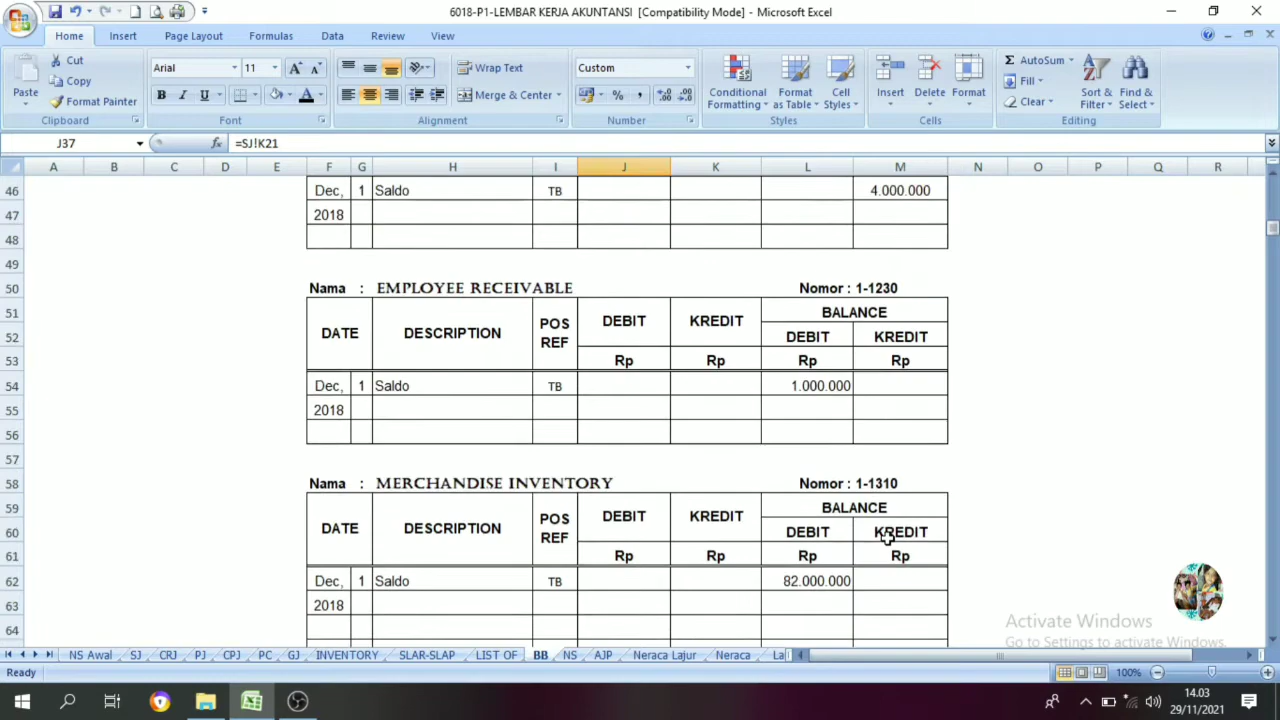 6018-P1-LEMBAR KERJA AKUNTANSI [Compatibility Mode] - Microsoft Excel
Home Insert Page Layout Formulas Data Review View
Paste Cut Copy Format Painter Clipboard
Arial 11 B I U Font
Wrap Text Merge & Center Alignment
Custom % , Number
Conditional Formatting Format as Table Cell Styles Styles
Insert Delete Format Cells
Σ AutoSum Fill Clear Sort & Filter Find & Select Editing
J37 fx =SJ!K21
A B C D E F G H I J K L M N O P Q R
46 Dec, 1 Saldo TB 4.000.000
47 2018
48
49
50 Nama : EMPLOYEE RECEIVABLE Nomor : 1-1230
51 DATE DESCRIPTION POS REF DEBIT KREDIT BALANCE
52 DEBIT KREDIT
53 Rp Rp Rp Rp
54 Dec, 1 Saldo TB 1.000.000
55 2018
56
57
58 Nama : MERCHANDISE INVENTORY Nomor : 1-1310
59 DATE DESCRIPTION POS REF DEBIT KREDIT BALANCE
60 DEBIT KREDIT
61 Rp Rp Rp Rp
62 Dec, 1 Saldo TB 82.000.000
63 2018
64
Activate Windows
Go to Settings to activate Windows.
NS Awal SJ CRJ PJ CPJ PC GJ INVENTORY SLAR-SLAP LIST OF BB NS AJP Neraca Lajur Neraca La
Ready 100%
14.03
29/11/2021